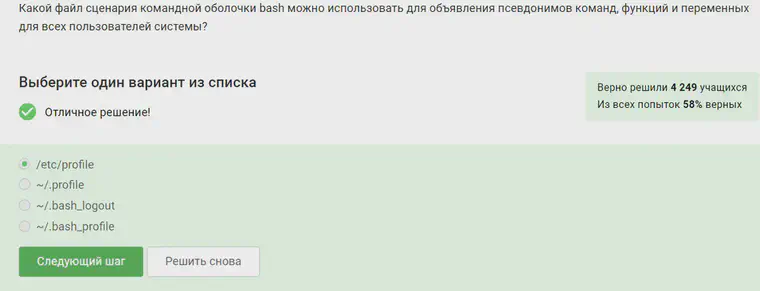 Какой файл сценария командной оболочки bash можно использовать для объявления псевдонимов команд, функций и переменных
для всех пользователей системы?
Выберите один вариант из списка
Отличное решение!
Верно решили 4 249 учащихся
Из всех попыток 58% верных
/etc/profile
~/.profile
~/.bash_logout
~/.bash_profile
Следующий шаг
Решить снова